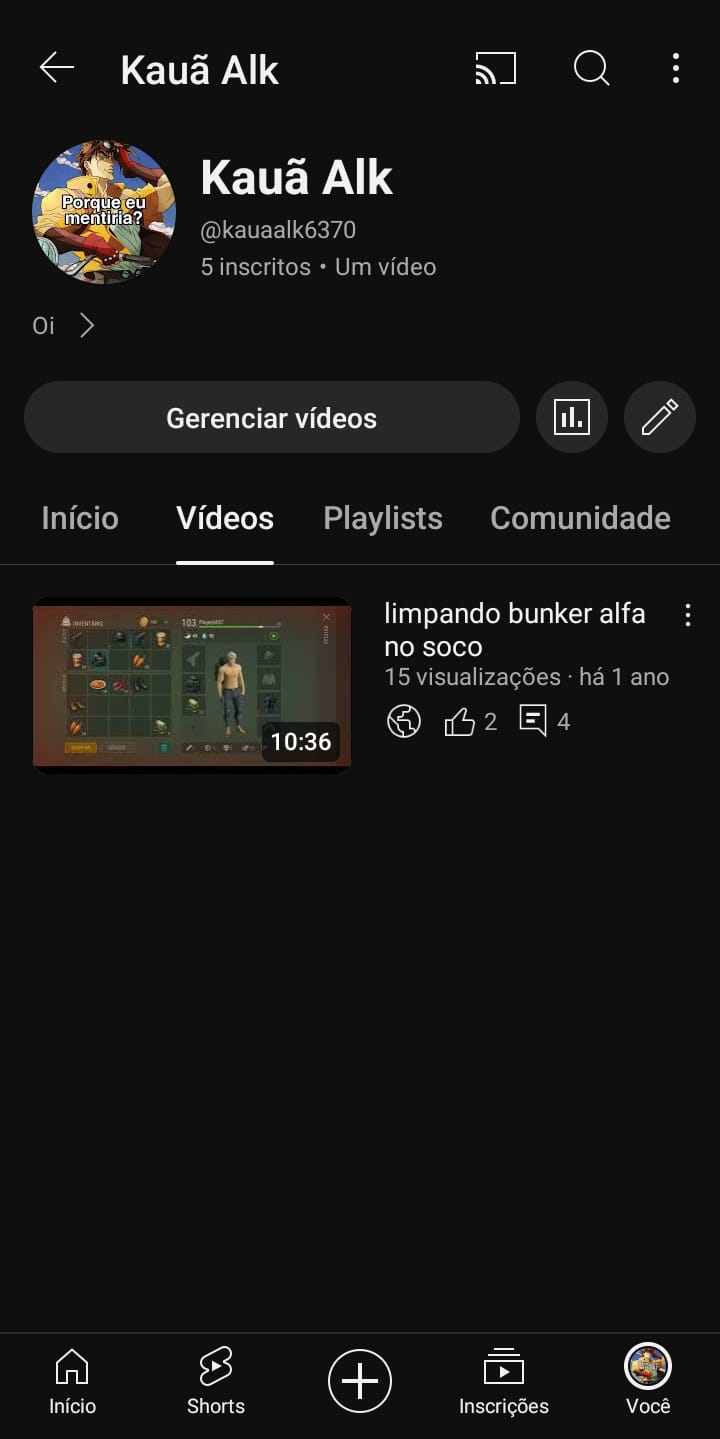 Kauã Alk
Porque eu
mentiria?
Kauã Alk
@kauaalk6370
5 inscritos • Um vídeo
Oi
Gerenciar vídeos
Início Vídeos Playlists Comunidade
INVENTÁRIO
103
10:36
limpando bunker alfa
no soco
15 visualizações · há 1 ano
2 4
Início Shorts Inscrições Você